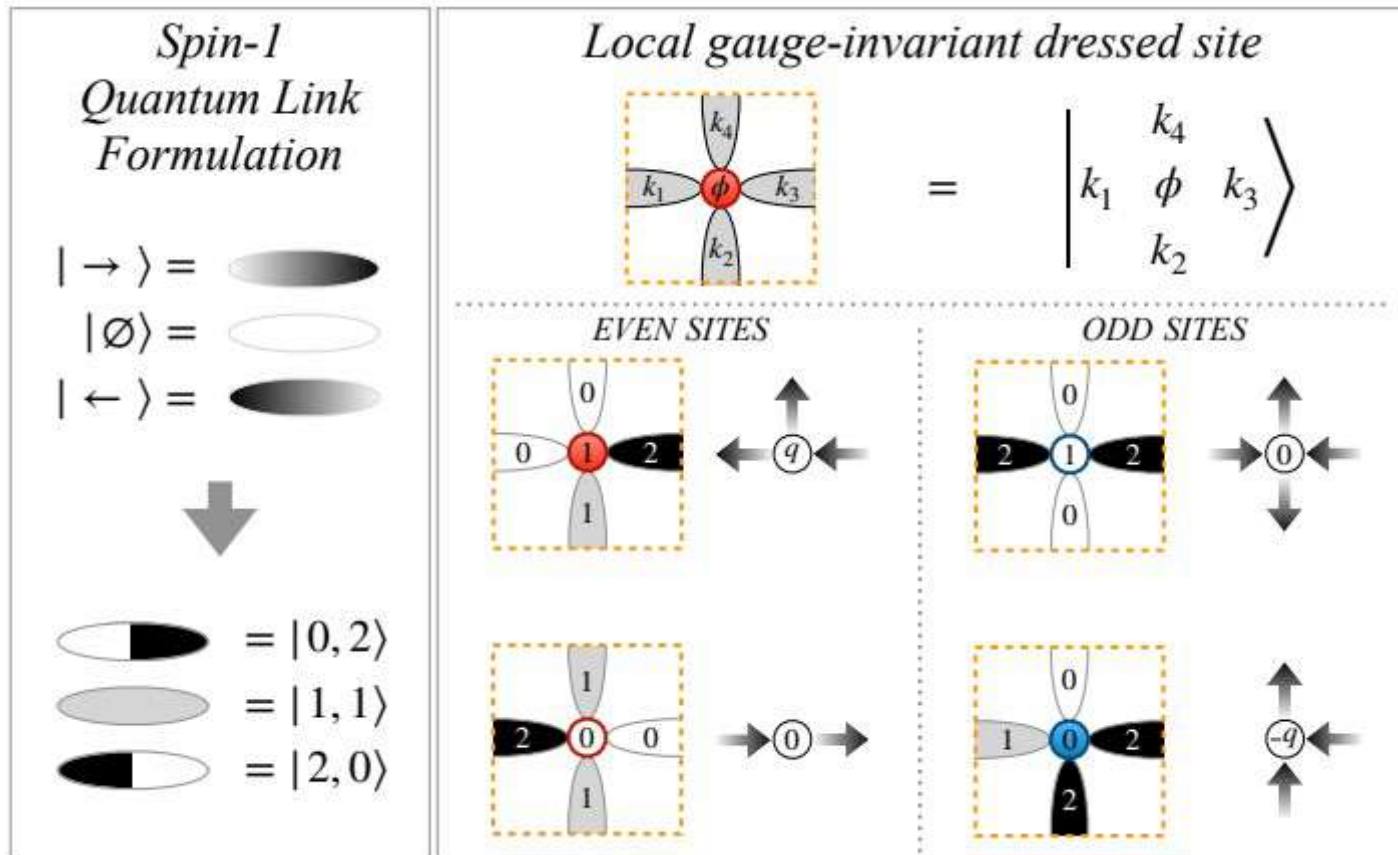 Spin-1
Quantum Link
Formulation
| → ⟩ =
|∅⟩ =
| ← ⟩ =
= |0, 2⟩
= |1, 1⟩
= |2, 0⟩
Local gauge-invariant dressed site
k4
k1 ϕ k3
k2
=
| k4
k1 ϕ k3 ⟩
k2
EVEN SITES
0
0 1 2
1
q
1
2 0 0
1
0
ODD SITES
0
2 1 2
0
0
0
1 0 2
2
-q